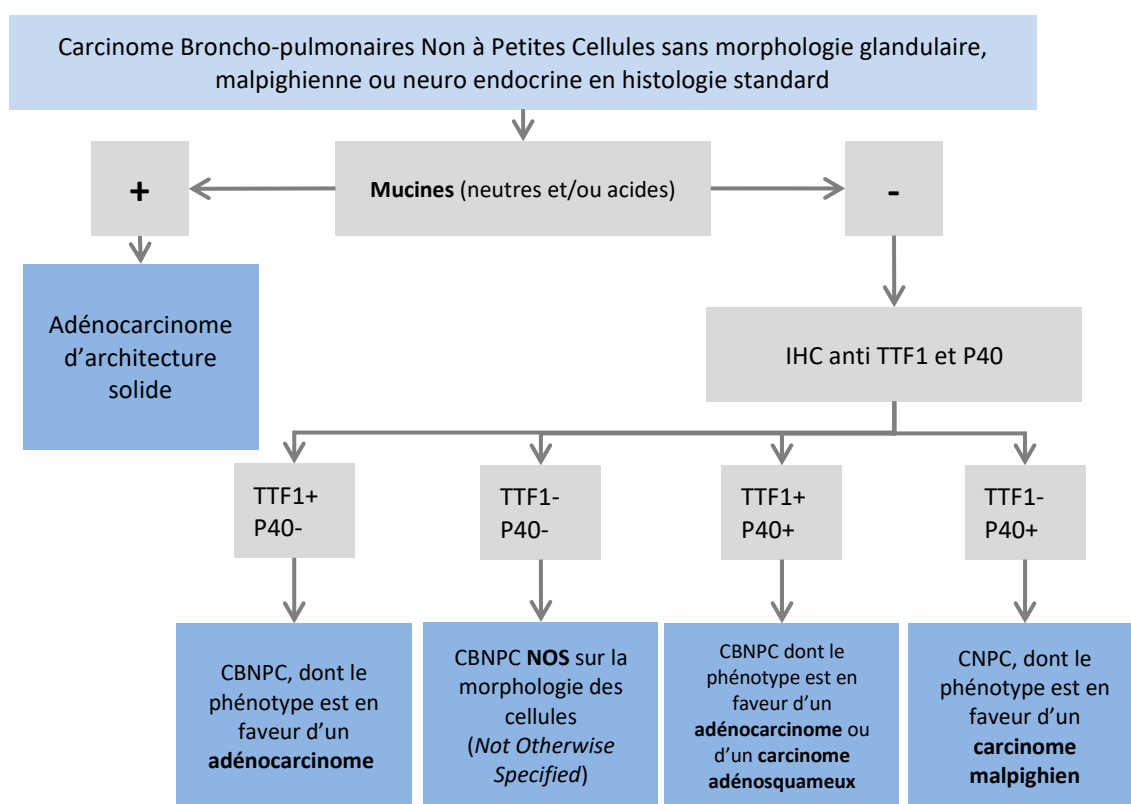 Carcinome Broncho-pulmonaires Non à Petites Cellules sans morphologie glandulaire,
malpighienne ou neuro endocrine en histologie standard
+
Mucines (neutres et/ou acides)
-
Adénocarcinome
d’architecture
solide
IHC anti TTF1 et P40
TTF1+
P40-
TTF1-
P40-
TTF1+
P40+
TTF1-
P40+
CBNPC, dont le
phénotype est en
faveur d’un
adénocarcinome
CBNPC NOS sur la
morphologie des
cellules
(Not Otherwise
Specified)
CBNPC dont le
phénotype est en
faveur d’un
adénocarcinome ou
d’un carcinome
adénosquameux
CNPC, dont le
phénotype est en
faveur d’un
carcinome
malpighien